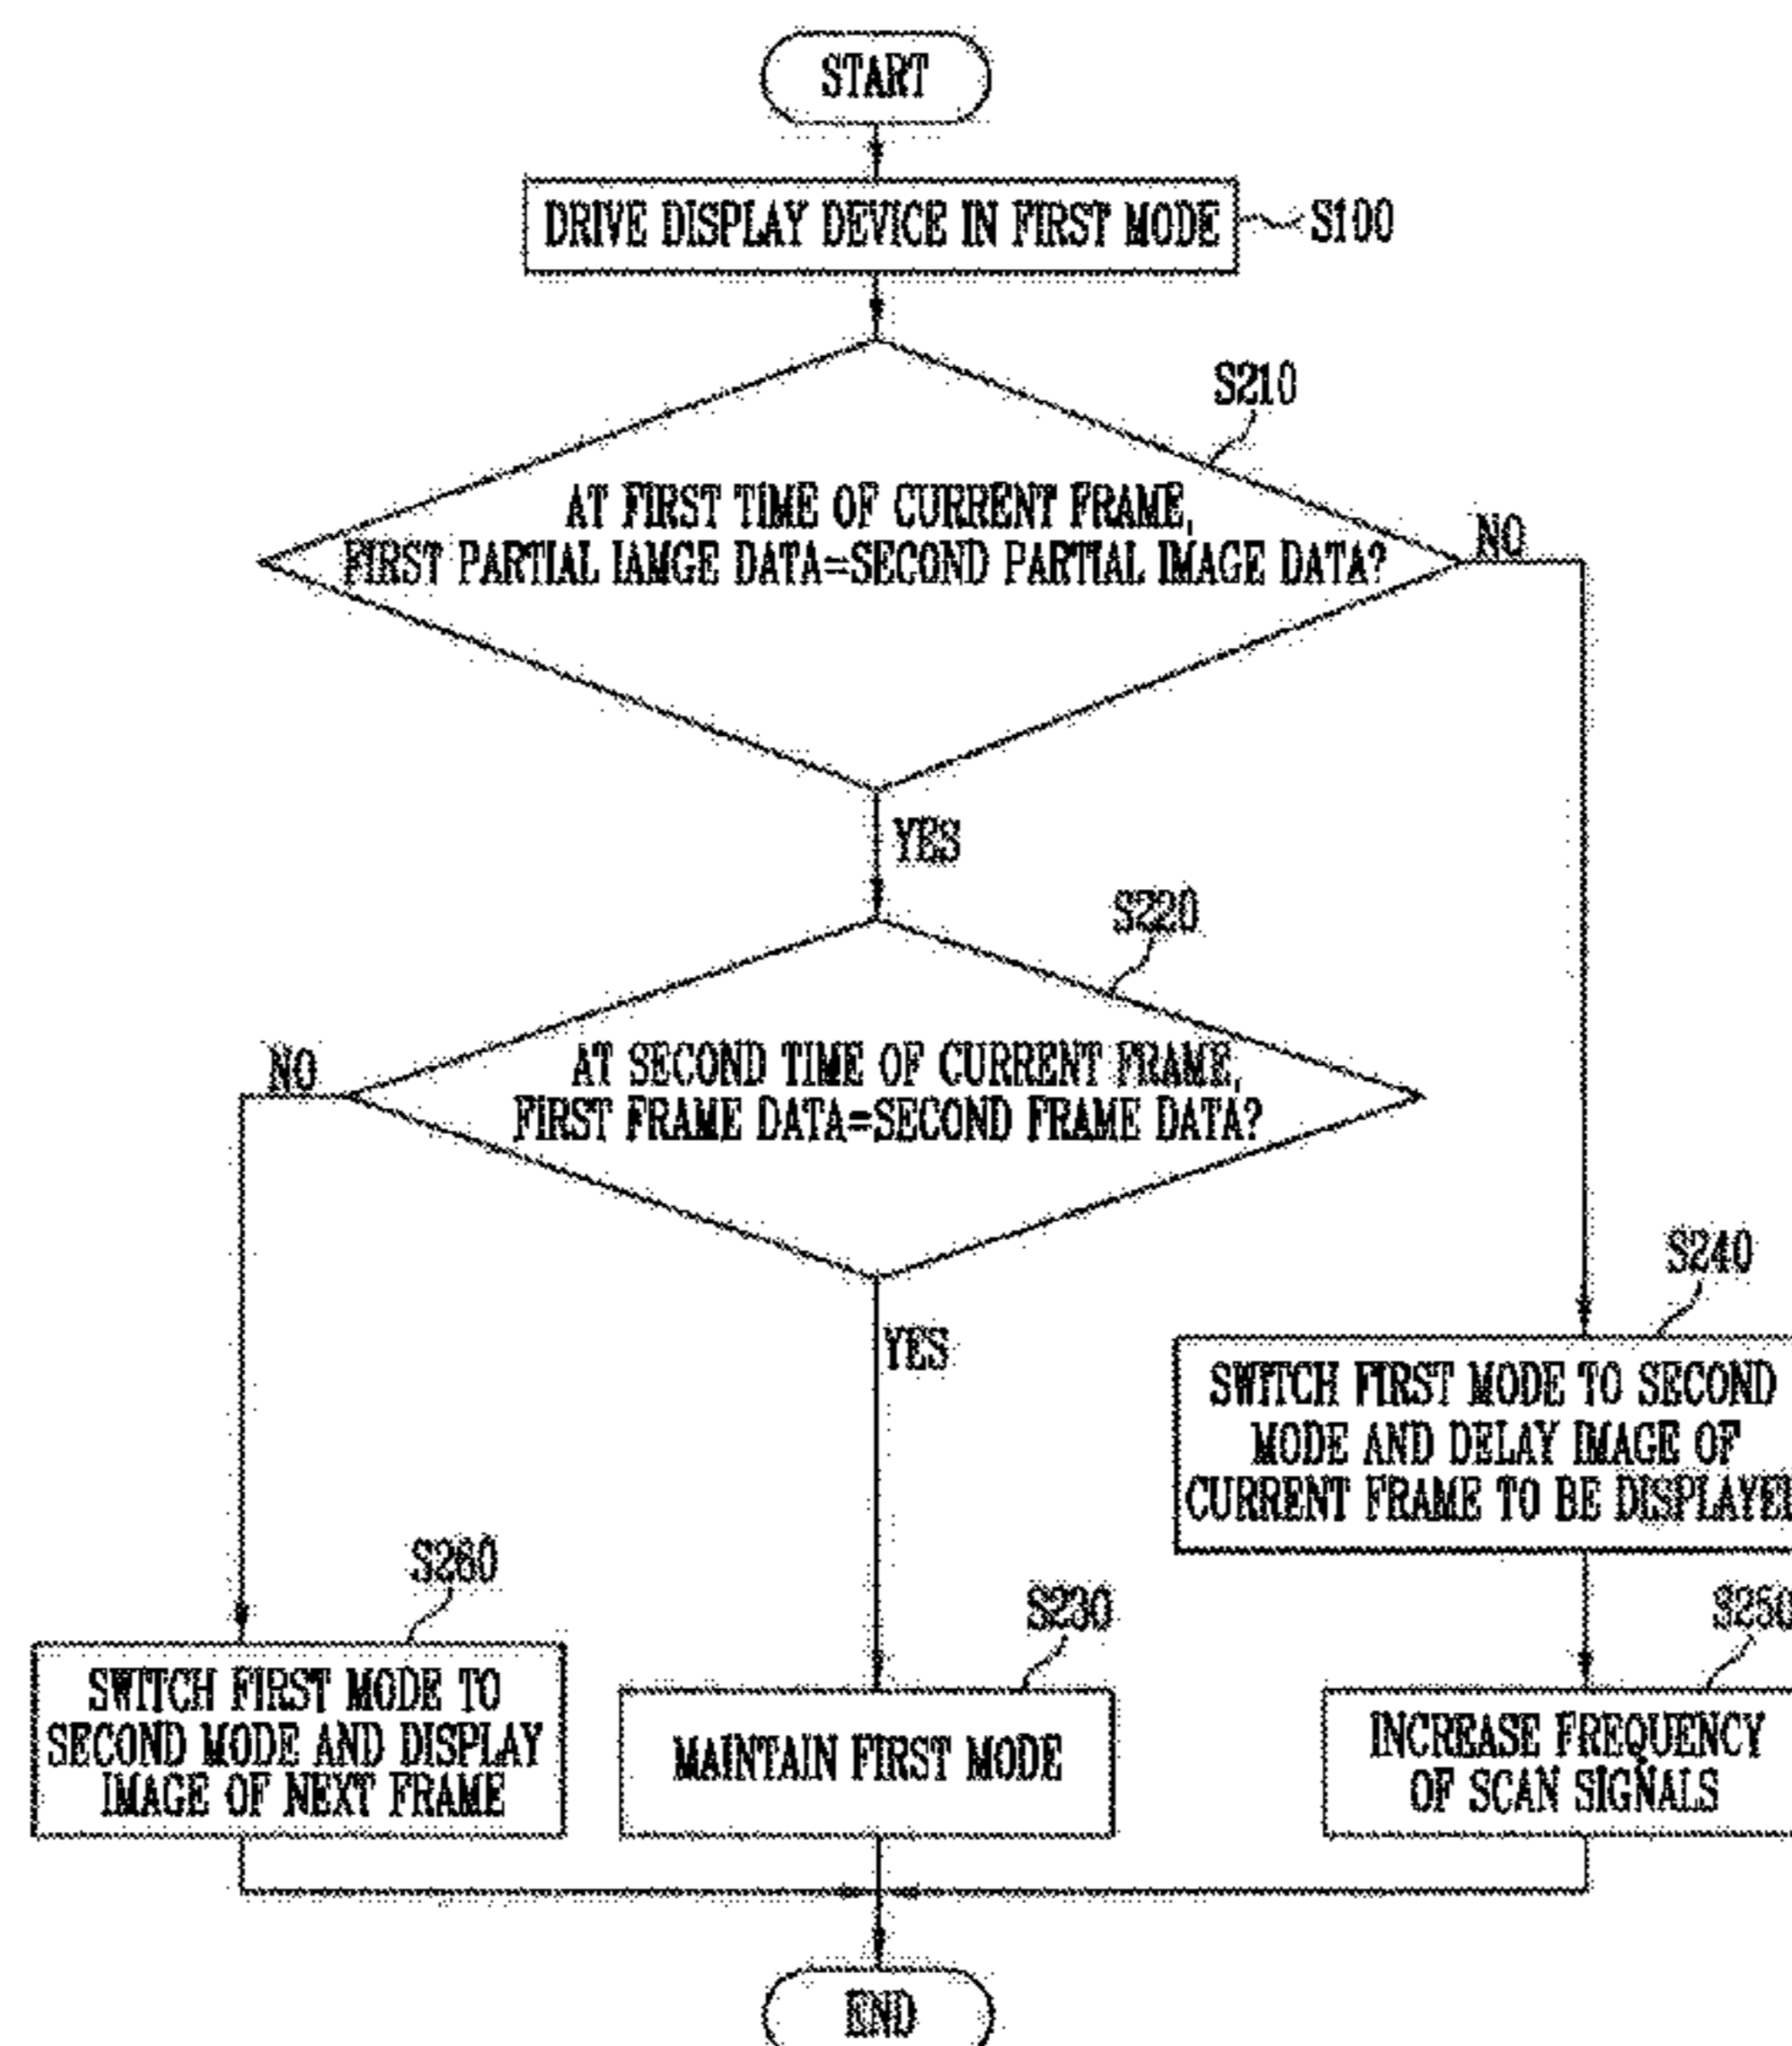 START
DRIVE DISPLAY DEVICE IN FIRST MODE
S100
S210
AT FIRST TIME OF CURRENT FRAME,
FIRST PARTIAL IAMGE DATA=SECOND PARTIAL IMAGE DATA?
NO
YES
S220
AT SECOND TIME OF CURRENT FRAME,
FIRST FRAME DATA=SECOND FRAME DATA?
NO
YES
S240
SWITCH FIRST MODE TO SECOND
MODE AND DELAY IMAGE OF
CURRENT FRAME TO BE DISPLAYED
S260
SWITCH FIRST MODE TO
SECOND MODE AND DISPLAY
IMAGE OF NEXT FRAME
S230
MAINTAIN FIRST MODE
S250
INCREASE FREQUENCY
OF SCAN SIGNALS
END